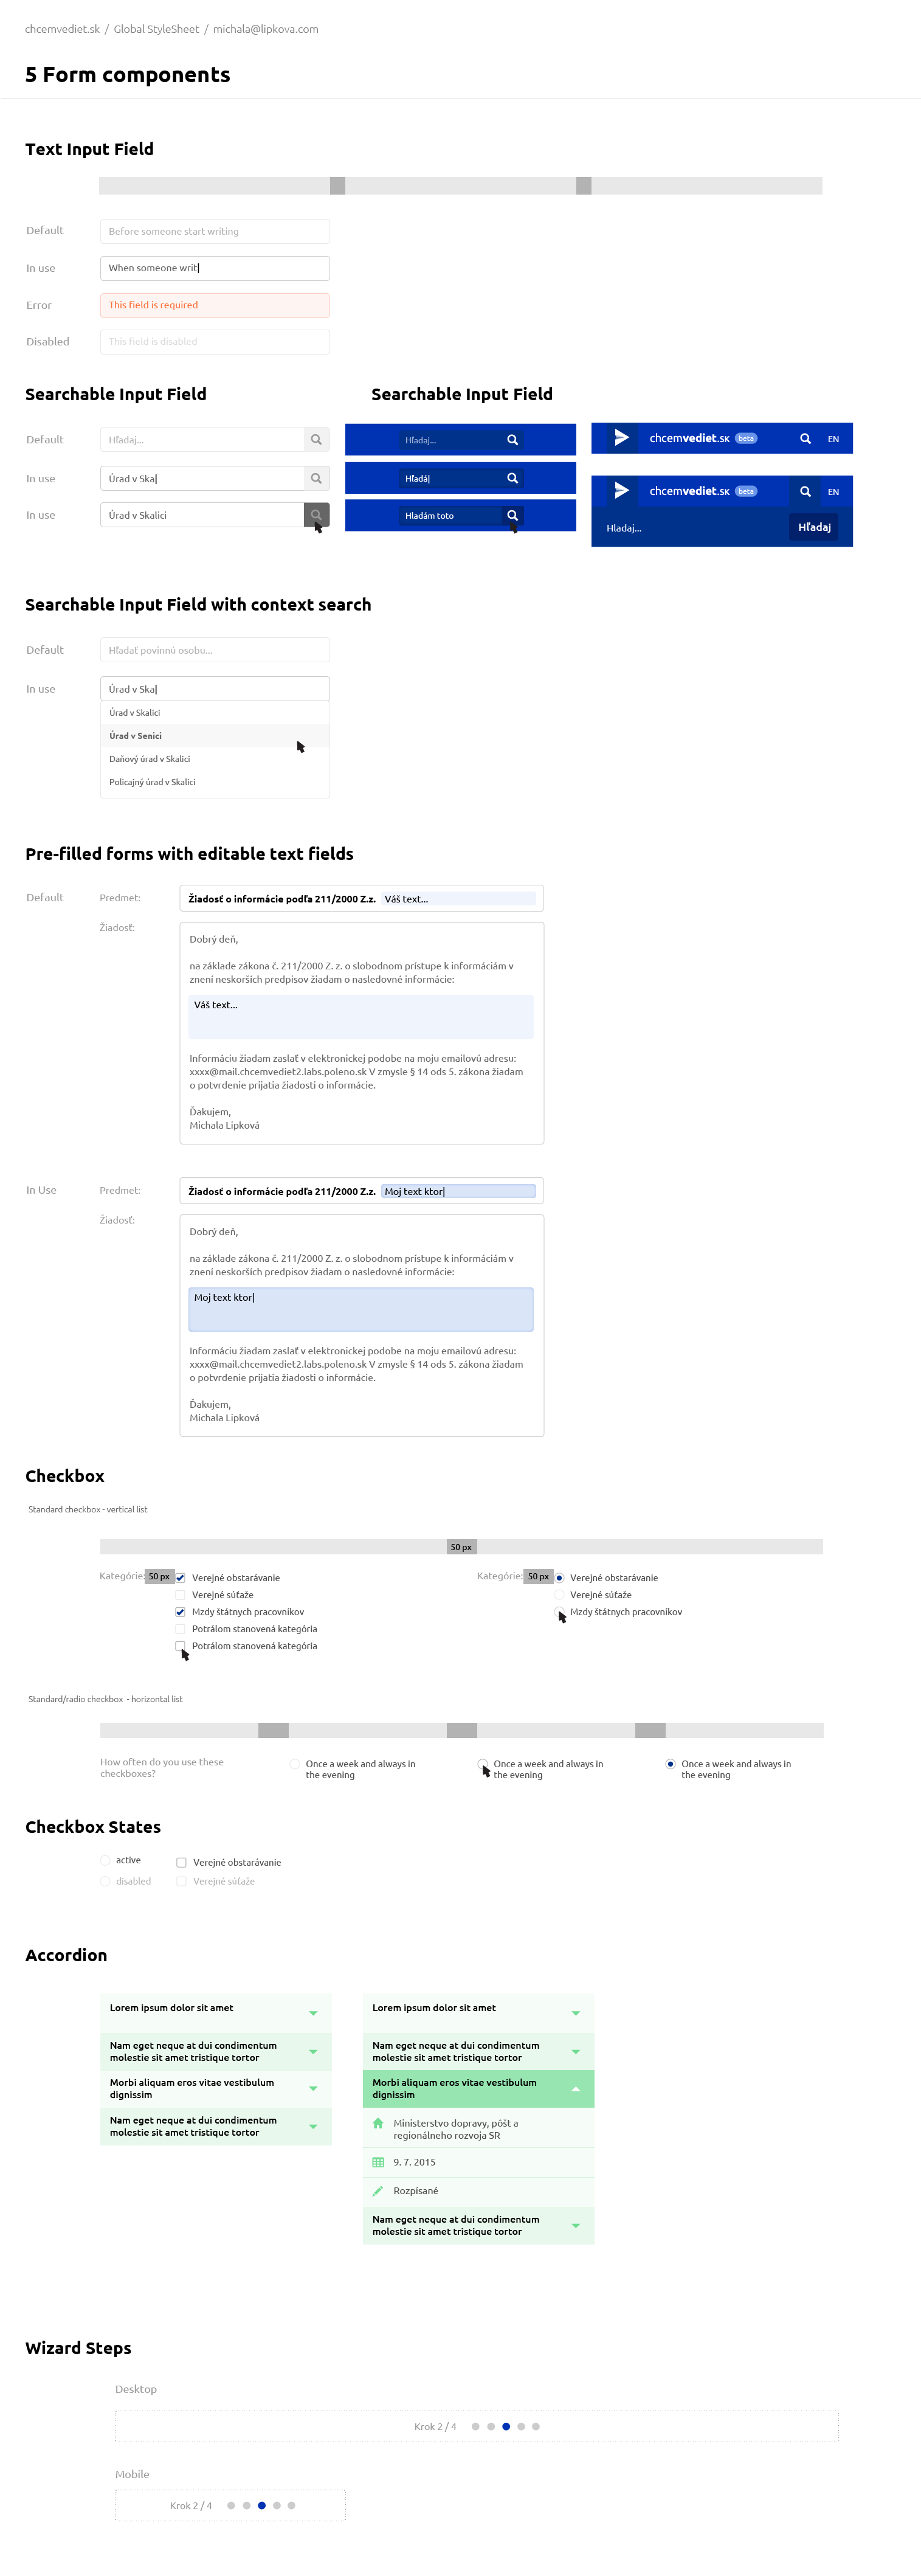 chcemvediet.sk / Global StyleSheet / michala@lipkova.com
5 Form components
Text Input Field
Default
Before someone start writing
In use
When someone writ
Error
This field is required
Disabled
This field is disabled
Searchable Input Field
Searchable Input Field
Default
Hľadaj...
Hľadaj...
chcemvediet.sk beta
EN
In use
Úrad v Ska
Hľadá
chcemvediet.sk beta
EN
In use
Úrad v Skalici
Hladám toto
Hladaj...
Hľadaj
Searchable Input Field with context search
Default
Hľadať povinnú osobu...
In use
Úrad v Ska
Úrad v Skalici
Úrad v Senici
Daňový úrad v Skalici
Policajný úrad v Skalici
Pre-filled forms with editable text fields
Default
Predmet:
Žiadosť o informácie podľa 211/2000 Z.z.
Váš text...
Žiadosť:
Dobrý deň,
na základe zákona č. 211/2000 Z. z. o slobodnom prístupe k informáciám v
znení neskorších predpisov žiadam o nasledovné informácie:
Váš text...
Informáciu žiadam zaslať v elektronickej podobe na moju emailovú adresu:
xxxx@mail.chcemvediet2.labs.poleno.sk V zmysle § 14 ods 5. zákona žiadam
o potvrdenie prijatia žiadosti o informácie.
Ďakujem,
Michala Lipková
In Use
Predmet:
Žiadosť o informácie podľa 211/2000 Z.z.
Moj text ktor
Žiadosť:
Dobrý deň,
na základe zákona č. 211/2000 Z. z. o slobodnom prístupe k informáciám v
znení neskorších predpisov žiadam o nasledovné informácie:
Moj text ktor
Informáciu žiadam zaslať v elektronickej podobe na moju emailovú adresu:
xxxx@mail.chcemvediet2.labs.poleno.sk V zmysle § 14 ods 5. zákona žiadam
o potvrdenie prijatia žiadosti o informácie.
Ďakujem,
Michala Lipková
Checkbox
Standard checkbox - vertical list
50 px
Kategórie:
50 px
Verejné obstarávanie
Verejné súťaže
Mzdy štátnych pracovníkov
Potrálom stanovená kategória
Potrálom stanovená kategória
Kategórie:
50 px
Verejné obstarávanie
Verejné súťaže
Mzdy štátnych pracovníkov
Standard/radio checkbox - horizontal list
How often do you use these
checkboxes?
Once a week and always in
the evening
Once a week and always in
the evening
Once a week and always in
the evening
Checkbox States
active
Verejné obstarávanie
disabled
Verejné súťaže
Accordion
Lorem ipsum dolor sit amet
Nam eget neque at dui condimentum
molestie sit amet tristique tortor
Morbi aliquam eros vitae vestibulum
dignissim
Nam eget neque at dui condimentum
molestie sit amet tristique tortor
Lorem ipsum dolor sit amet
Nam eget neque at dui condimentum
molestie sit amet tristique tortor
Morbi aliquam eros vitae vestibulum
dignissim
Ministerstvo dopravy, pôšt a
regionálneho rozvoja SR
9. 7. 2015
Rozpísané
Nam eget neque at dui condimentum
molestie sit amet tristique tortor
Wizard Steps
Desktop
Krok 2 / 4
Mobile
Krok 2 / 4